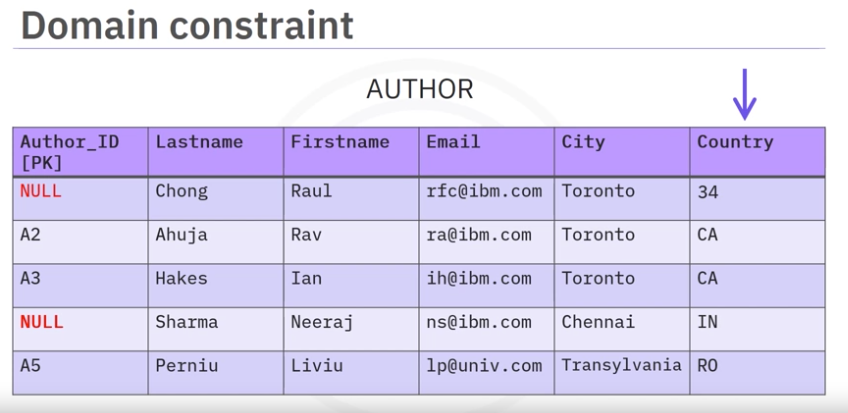 Domain constraint
AUTHOR
Author_ID Lastname Firstname Email City Country
[PK]
NULL Chong Raul rfc@ibm.com Toronto 34
A2 Ahuja Rav ra@ibm.com Toronto CA
A3 Hakes Ian ih@ibm.com Toronto CA
NULL Sharma Neeraj ns@ibm.com Chennai IN
A5 Perniu Liviu lp@univ.com Transylvania RO